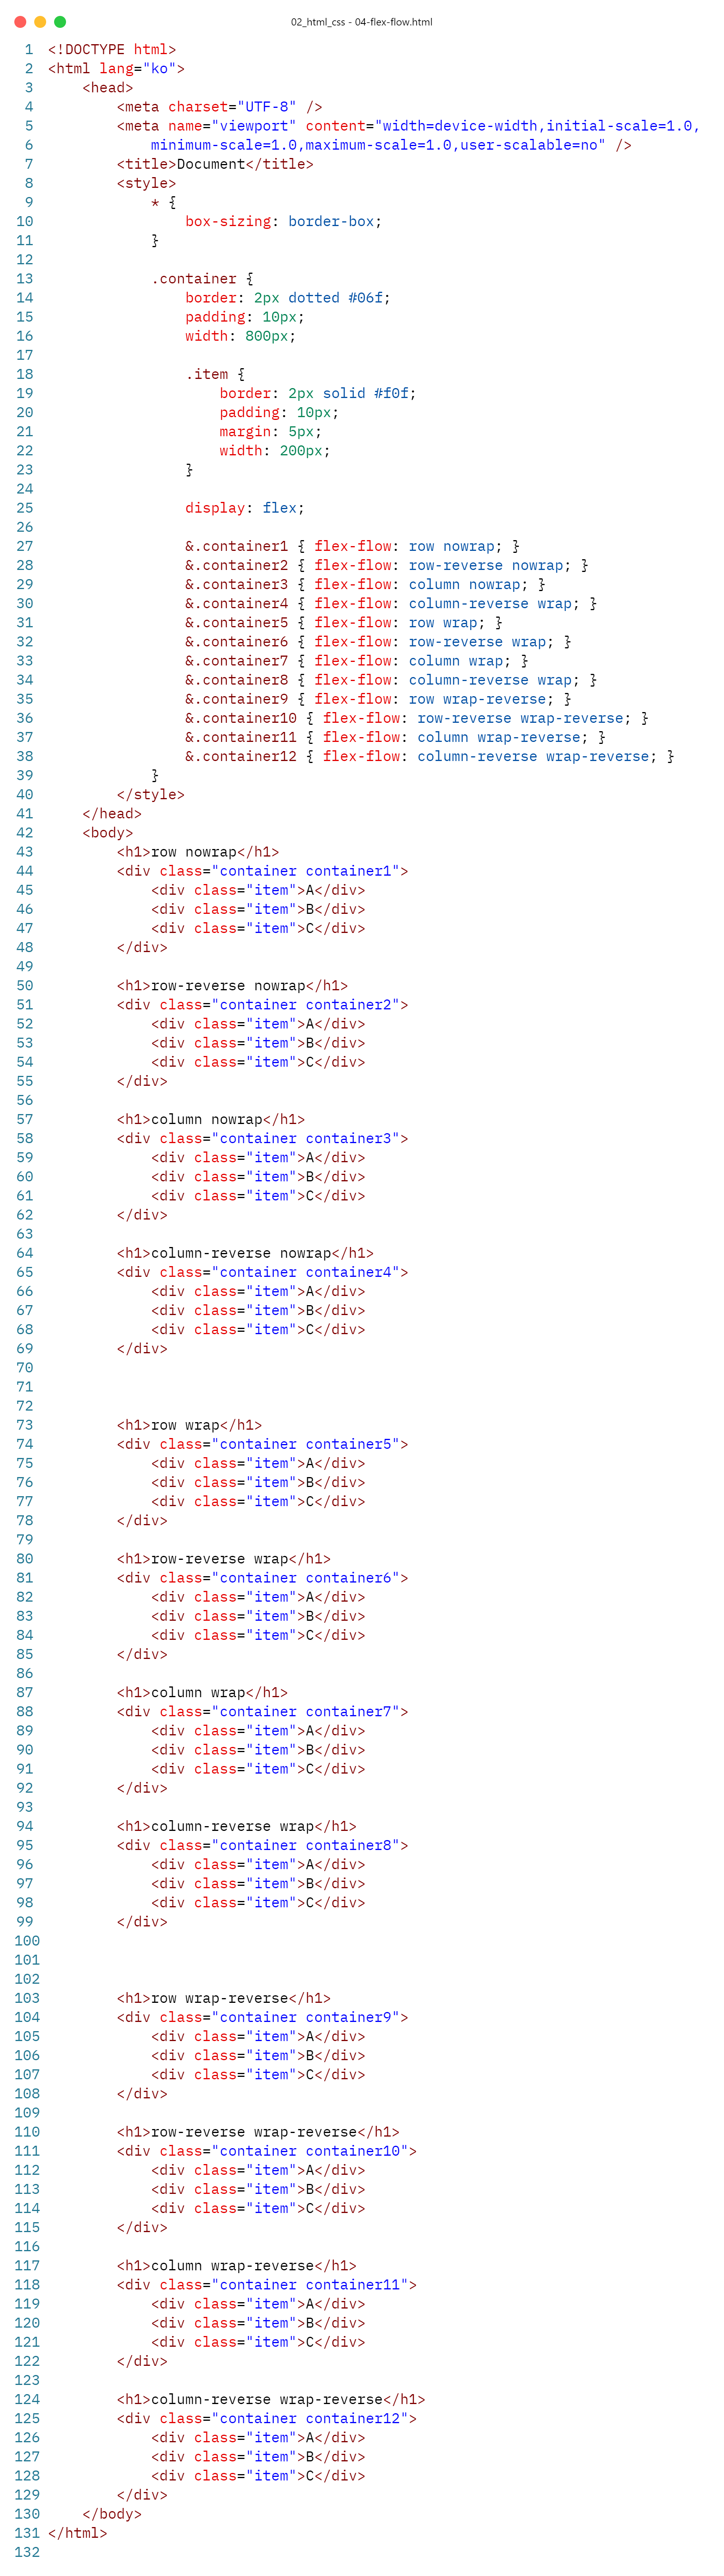 02_html_css - 04-flex-flow.html
1 <!DOCTYPE html>
2 <html lang="ko">
3     <head>
4         <meta charset="UTF-8" />
5         <meta name="viewport" content="width=device-width,initial-scale=1.0,
6             minimum-scale=1.0,maximum-scale=1.0,user-scalable=no" />
7         <title>Document</title>
8         <style>
9             * {
10                 box-sizing: border-box;
11             }
12
13             .container {
14                 border: 2px dotted #06f;
15                 padding: 10px;
16                 width: 800px;
17
18                 .item {
19                     border: 2px solid #f0f;
20                     padding: 10px;
21                     margin: 5px;
22                     width: 200px;
23                 }
24
25                 display: flex;
26
27                 &.container1 { flex-flow: row nowrap; }
28                 &.container2 { flex-flow: row-reverse nowrap; }
29                 &.container3 { flex-flow: column nowrap; }
30                 &.container4 { flex-flow: column-reverse wrap; }
31                 &.container5 { flex-flow: row wrap; }
32                 &.container6 { flex-flow: row-reverse wrap; }
33                 &.container7 { flex-flow: column wrap; }
34                 &.container8 { flex-flow: column-reverse wrap; }
35                 &.container9 { flex-flow: row wrap-reverse; }
36                 &.container10 { flex-flow: row-reverse wrap-reverse; }
37                 &.container11 { flex-flow: column wrap-reverse; }
38                 &.container12 { flex-flow: column-reverse wrap-reverse; }
39             }
40         </style>
41     </head>
42     <body>
43         <h1>row nowrap</h1>
44         <div class="container container1">
45             <div class="item">A</div>
46             <div class="item">B</div>
47             <div class="item">C</div>
48         </div>
49
50         <h1>row-reverse nowrap</h1>
51         <div class="container container2">
52             <div class="item">A</div>
53             <div class="item">B</div>
54             <div class="item">C</div>
55         </div>
56
57         <h1>column nowrap</h1>
58         <div class="container container3">
59             <div class="item">A</div>
60             <div class="item">B</div>
61             <div class="item">C</div>
62         </div>
63
64         <h1>column-reverse nowrap</h1>
65         <div class="container container4">
66             <div class="item">A</div>
67             <div class="item">B</div>
68             <div class="item">C</div>
69         </div>
70
71
72
73         <h1>row wrap</h1>
74         <div class="container container5">
75             <div class="item">A</div>
76             <div class="item">B</div>
77             <div class="item">C</div>
78         </div>
79
80         <h1>row-reverse wrap</h1>
81         <div class="container container6">
82             <div class="item">A</div>
83             <div class="item">B</div>
84             <div class="item">C</div>
85         </div>
86
87         <h1>column wrap</h1>
88         <div class="container container7">
89             <div class="item">A</div>
90             <div class="item">B</div>
91             <div class="item">C</div>
92         </div>
93
94         <h1>column-reverse wrap</h1>
95         <div class="container container8">
96             <div class="item">A</div>
97             <div class="item">B</div>
98             <div class="item">C</div>
99         </div>
100
101
102
103         <h1>row wrap-reverse</h1>
104         <div class="container container9">
105             <div class="item">A</div>
106             <div class="item">B</div>
107             <div class="item">C</div>
108         </div>
109
110         <h1>row-reverse wrap-reverse</h1>
111         <div class="container container10">
112             <div class="item">A</div>
113             <div class="item">B</div>
114             <div class="item">C</div>
115         </div>
116
117         <h1>column wrap-reverse</h1>
118         <div class="container container11">
119             <div class="item">A</div>
120             <div class="item">B</div>
121             <div class="item">C</div>
122         </div>
123
124         <h1>column-reverse wrap-reverse</h1>
125         <div class="container container12">
126             <div class="item">A</div>
127             <div class="item">B</div>
128             <div class="item">C</div>
129         </div>
130     </body>
131 </html>
132